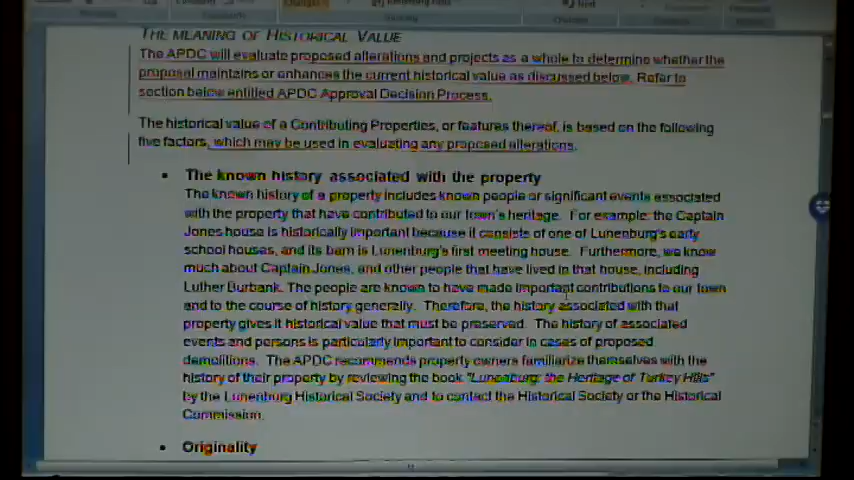 THE MEANING OF HISTORICAL VALUE
The APDC will evaluate proposed alterations and projects as a whole to determine whether the
proposal maintains or enhances the current historical value as discussed below. Refer to
section below entitled APDC Approval Decision Process.
The historical value of a Contributing Properties, or features thereof, is based on the following
five factors, which may be used in evaluating any proposed alterations.
• The known history associated with the property
The known history of a property includes known people or significant events associated
with the property that have contributed to our town's heritage. For example: the Captain
Jones house is historically important because it consists of one of Lunenburg's early
school houses, and its barn is Lunenburg's first meeting house. Furthermore, we know
much about Captain Jones, and other people that have lived in that house, including
Luther Burbank. The people are known to have made important contributions to our town
and to the course of history generally. Therefore, the history associated with that
property gives it historical value that must be preserved. The history of associated
events and persons is particularly important to consider in cases of proposed
demolitions. The APDC recommends property owners familiarize themselves with the
history of their property by reviewing the book "Lunenburg: the Heritage of Turkey Hills"
by the Lunenburg Historical Society and to contact the Historical Society or the Historical
Commission.
• Originality